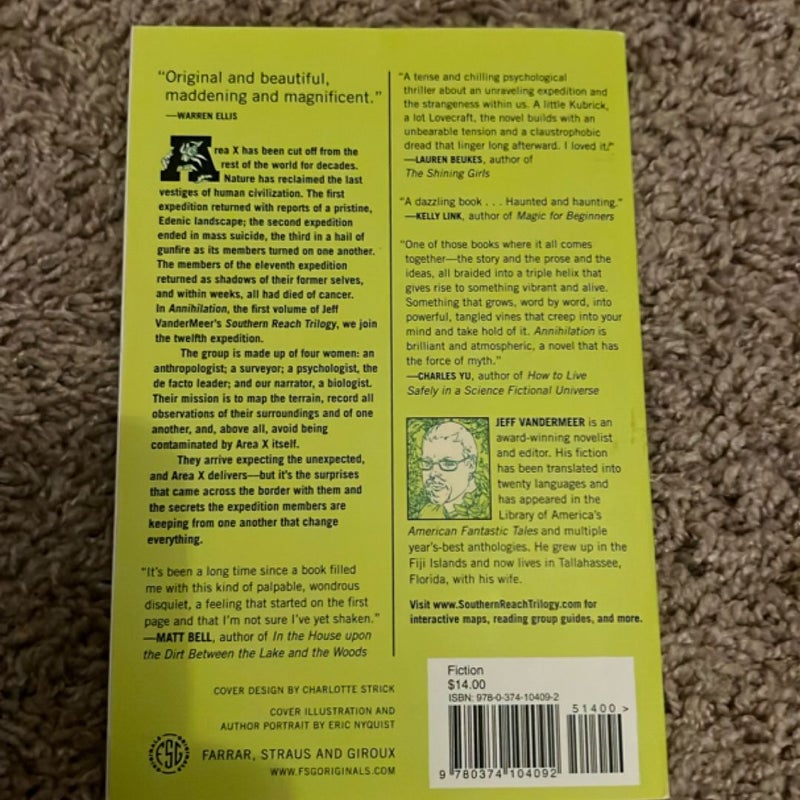 “Original and beautiful,
maddening and magnificent.”
—WARREN ELLIS
Area X has been cut off from the
rest of the world for decades.
Nature has reclaimed the last
vestiges of human civilization. The first
expedition returned with reports of a pristine,
Edenic landscape; the second expedition
ended in mass suicide, the third in a hail of
gunfire as its members turned on one another.
The members of the eleventh expedition
returned as shadows of their former selves,
and within weeks, all had died of cancer.
In Annihilation, the first volume of Jeff
VanderMeer's Southern Reach Trilogy, we join
the twelfth expedition.
The group is made up of four women: an
anthropologist; a surveyor; a psychologist, the
de facto leader; and our narrator, a biologist.
Their mission is to map the terrain, record all
observations of their surroundings and of one
another, and, above all, avoid being
contaminated by Area X itself.
They arrive expecting the unexpected,
and Area X delivers—but it's the surprises
that came across the border with them and
the secrets the expedition members are
keeping from one another that change
everything.
“It's been a long time since a book filled
me with this kind of palpable, wondrous
disquiet, a feeling that started on the first
page and that I'm not sure I've yet shaken.”
—MATT BELL, author of In the House upon
the Dirt Between the Lake and the Woods
COVER DESIGN BY CHARLOTTE STRICK
COVER ILLUSTRATION AND
AUTHOR PORTRAIT BY ERIC NYQUIST
FSG
ORIGINALS
FARRAR, STRAUS AND GIROUX
WWW.FSGORIGINALS.COM
“A tense and chilling psychological
thriller about an unraveling expedition and
the strangeness within us. A little Kubrick,
a lot Lovecraft, the novel builds with an
unbearable tension and a claustrophobic
dread that linger long afterward. I loved it.”
—LAUREN BEUKES, author of
The Shining Girls
“A dazzling book . . . Haunted and haunting.”
—KELLY LINK, author of Magic for Beginners
“One of those books where it all comes
together—the story and the prose and the
ideas, all braided into a triple helix that
gives rise to something vibrant and alive.
Something that grows, word by word, into
powerful, tangled vines that creep into your
mind and take hold of it. Annihilation is
brilliant and atmospheric, a novel that has
the force of myth.”
—CHARLES YU, author of How to Live
Safely in a Science Fictional Universe
JEFF VANDERMEER is an
award-winning novelist
and editor. His fiction
has been translated into
twenty languages and
has appeared in the
Library of America's
American Fantastic Tales and multiple
year's-best anthologies. He grew up in the
Fiji Islands and now lives in Tallahassee,
Florida, with his wife.
Visit www.SouthernReachTrilogy.com for
interactive maps, reading group guides, and more.
Fiction
$14.00
ISBN: 978-0-374-10409-2
51400 >
9 780374 104092